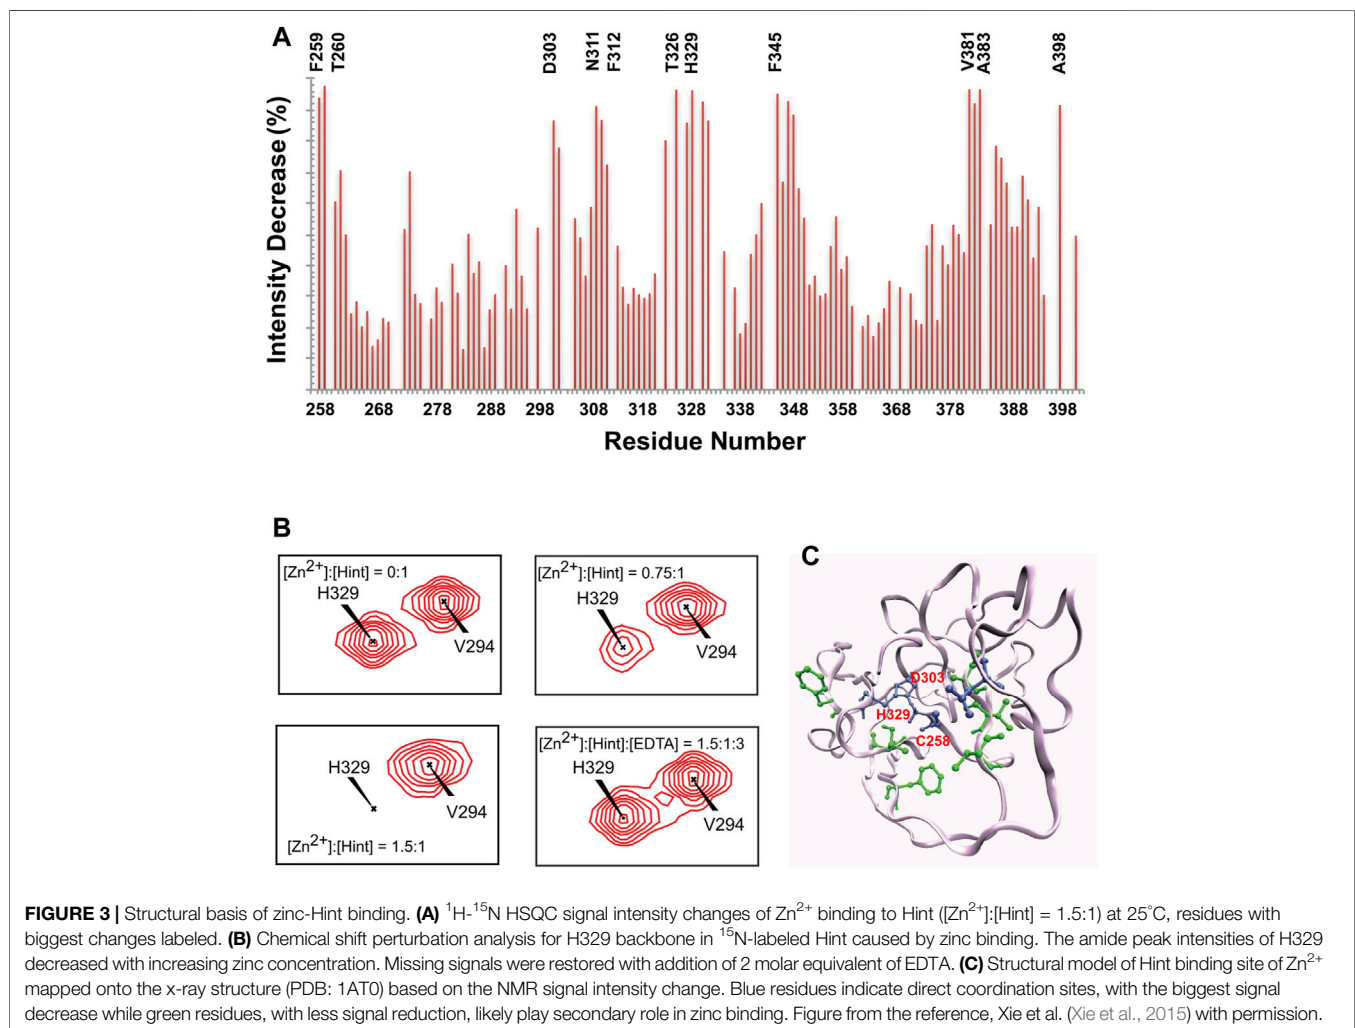 A
F259
T260
D303
N311
F312
T326
H329
F345
V381
A383
A398
Intensity Decrease (%)
258 268 278 288 298 308 318 328 338 348 358 368 378 388 398
Residue Number
B
[Zn2+]:[Hint] = 0:1
H329
V294
[Zn2+]:[Hint] = 0.75:1
H329
V294
H329
V294
[Zn2+]:[Hint] = 1.5:1
[Zn2+]:[Hint]:[EDTA] = 1.5:1:3
H329
V294
C
D303
H329
C258
FIGURE 3 | Structural basis of zinc-Hint binding. (A) 1H-15N HSQC signal intensity changes of Zn2+ binding to Hint ([Zn2+]:[Hint] = 1.5:1) at 25°C, residues with
biggest changes labeled. (B) Chemical shift perturbation analysis for H329 backbone in 15N-labeled Hint caused by zinc binding. The amide peak intensities of H329
decreased with increasing zinc concentration. Missing signals were restored with addition of 2 molar equivalent of EDTA. (C) Structural model of Hint binding site of Zn2+
mapped onto the x-ray structure (PDB: 1AT0) based on the NMR signal intensity change. Blue residues indicate direct coordination sites, with the biggest signal
decrease while green residues, with less signal reduction, likely play secondary role in zinc binding. Figure from the reference, Xie et al. (Xie et al., 2015) with permission.